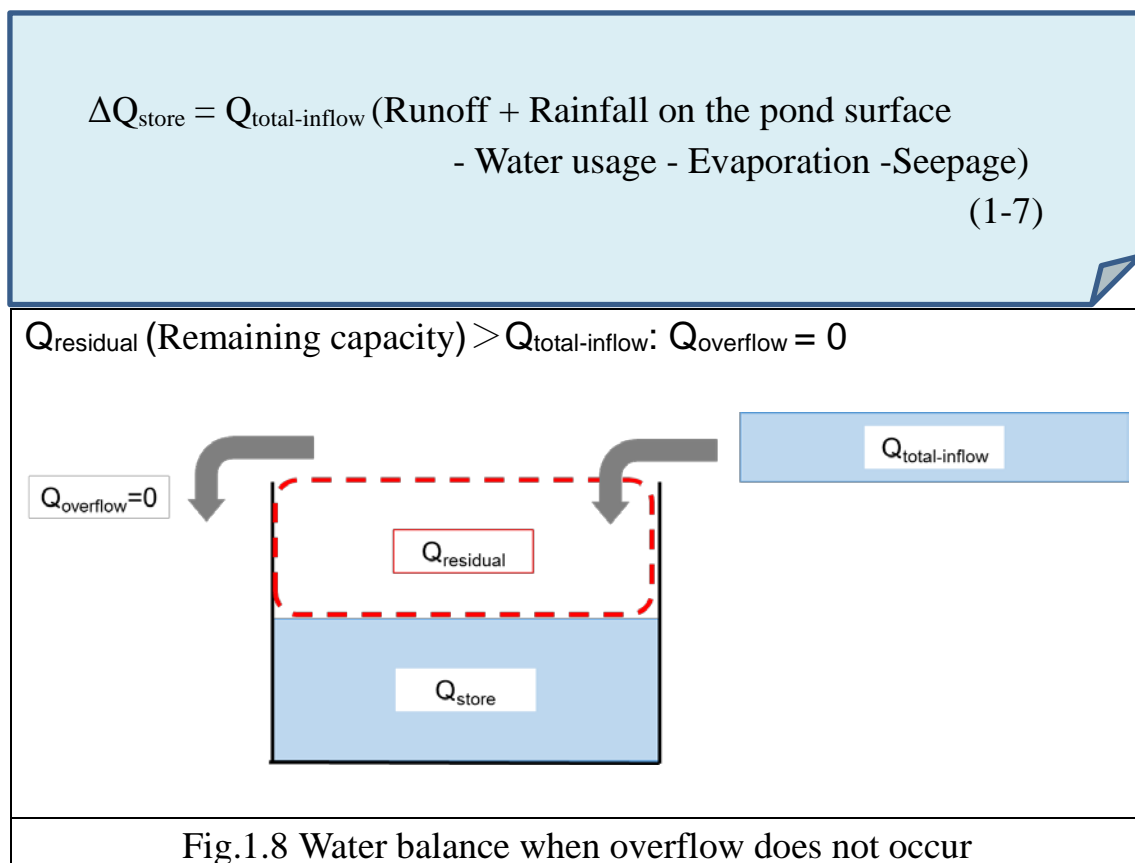 ΔQstore = Qtotal-inflow (Runoff + Rainfall on the pond surface
- Water usage - Evaporation -Seepage)
(1-7)
Qresidual (Remaining capacity)＞Qtotal-inflow: Qoverflow = 0
Qtotal-inflow
Qoverflow=0
Qresidual
Qstore
Fig.1.8 Water balance when overflow does not occur